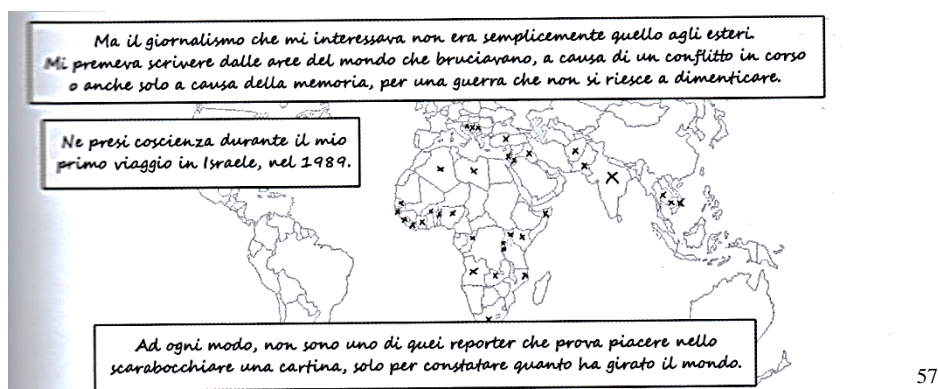 Ma il giornalismo che mi interessava non era semplicemente quello agli esteri.
Mi premeva scrivere dalle aree del mondo che bruciavano, a causa di un conflitto in corso
o anche solo a causa della memoria, per una guerra che non si riesce a dimenticare.
Ne presi coscienza durante il mio
primo viaggio in Israele, nel 1989.
Ad ogni modo, non sono uno di quei reporter che prova piacere nello
scarabocchiare una cartina, solo per constatare quanto ha girato il mondo.
57